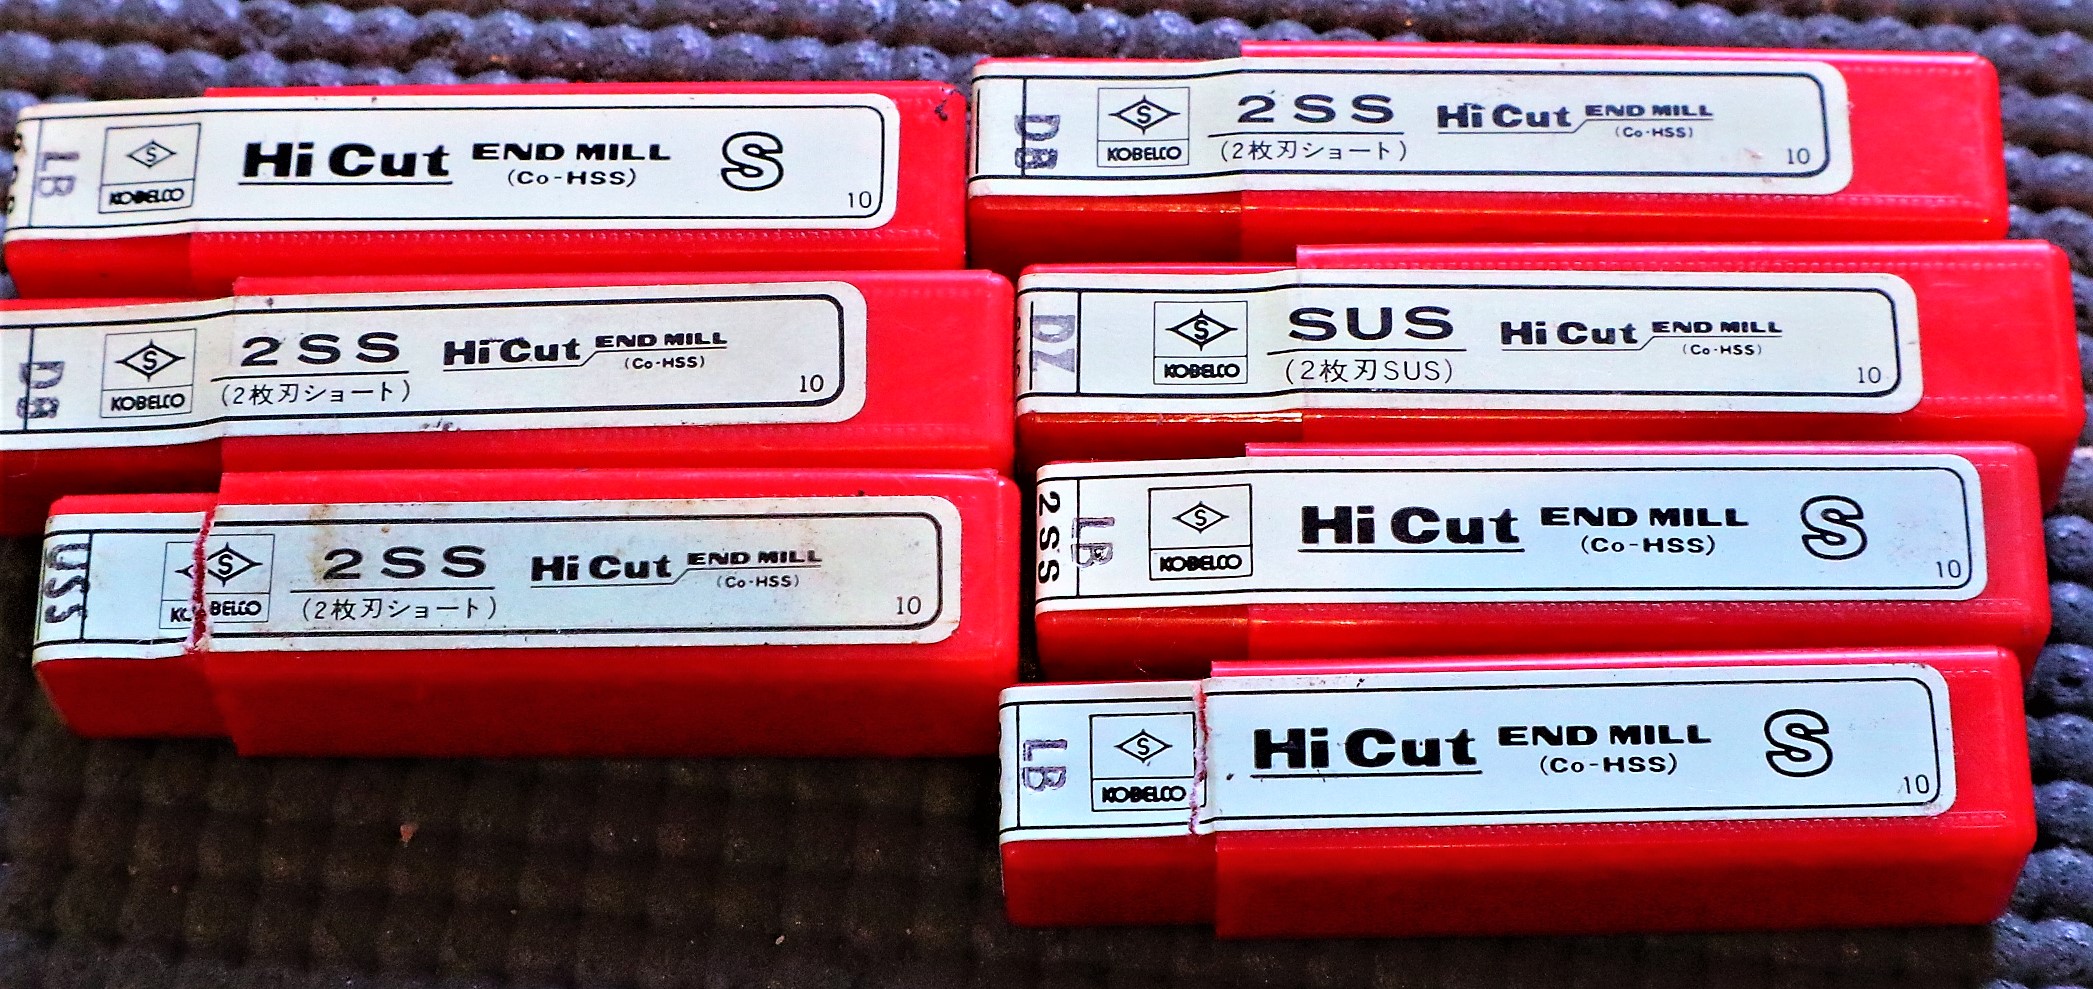 LB
S
KOBELCO
Hi Cut END MILL S
(Co-HSS)
10
DB
S
KOBELCO
2SS Hi Cut END MILL
(2枚刃ショート) (Co-HSS)
10
S
KOBELCO
2SS Hi Cut END MILL
(2枚刃ショート) (Co-HSS)
10
DZ
S
KOBELCO
SUS Hi Cut END MILL
(2枚刃SUS) (Co-HSS)
10
USS
S
KOBELCO
2SS Hi Cut END MILL
(2枚刃ショート) (Co-HSS)
10
2SS
LB
S
KOBELCO
Hi Cut END MILL S
(Co-HSS)
10
LB
S
KOBELCO
Hi Cut END MILL S
(Co-HSS)
10